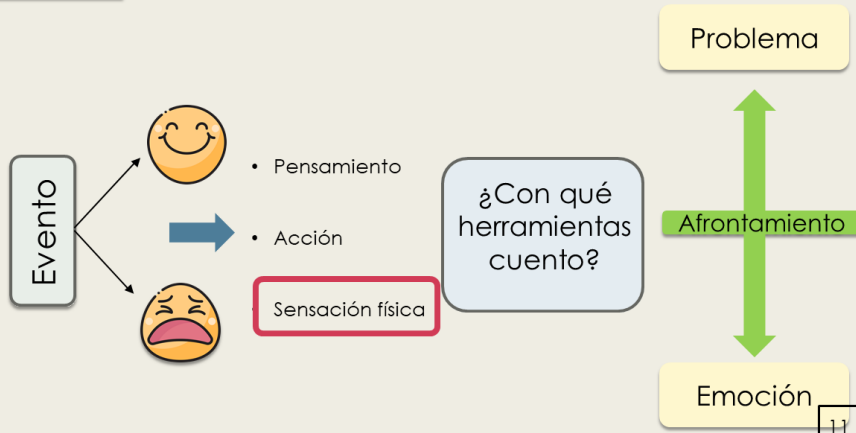 Problema
Evento
• Pensamiento
• Acción
• Sensación física
¿Con qué
herramientas
cuento?
Afrontamiento
Emoción
11